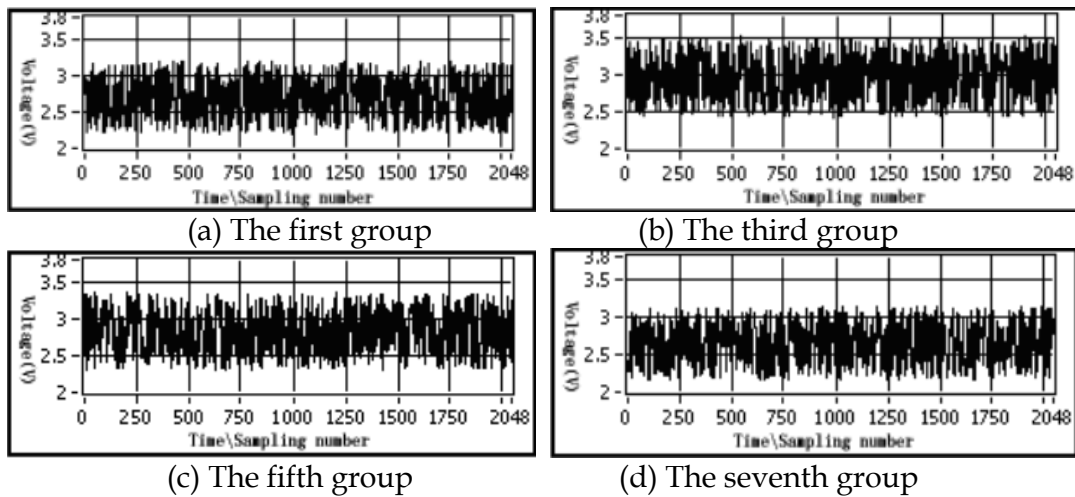 3.8
3.5
3
2.5
2
Voltage(V)
0 250 500 750 1000 1250 1500 1750 2048
Time\Sampling number
(a) The first group
3.8
3.5
3
2.5
2
Voltage(V)
0 250 500 750 1000 1250 1500 1750 2048
Time\Sampling number
(b) The third group
3.8
3.5
3
2.5
2
Voltage(V)
0 250 500 750 1000 1250 1500 1750 2048
Time\Sampling number
(c) The fifth group
3.8
3.5
3
2.5
2
Voltage(V)
0 250 500 750 1000 1250 1500 1750 2048
Time\Sampling number
(d) The seventh group